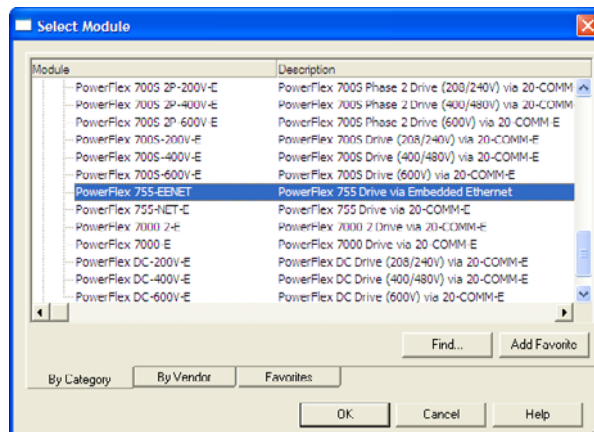 Select Module
Module Description
PowerFlex 700S 2P-200V-E PowerFlex 700S Phase 2 Drive (208/240V) via 20-COMM
PowerFlex 700S 2P-400V-E PowerFlex 700S Phase 2 Drive (400/480V) via 20-COMM
PowerFlex 700S 2P-600V-E PowerFlex 700S Phase 2 Drive (600V) via 20-COMM-E
PowerFlex 700S-200V-E PowerFlex 700S Drive (208/240V) via 20-COMM-E
PowerFlex 700S-400V-E PowerFlex 700S Drive (400/480V) via 20-COMM-E
PowerFlex 700S-600V-E PowerFlex 700S Drive (600V) via 20-COMM-E
PowerFlex 755-EENET PowerFlex 755 Drive via Embedded Ethernet
PowerFlex 755-NET-E PowerFlex 755 Drive via 20-COMM-E
PowerFlex 7000 2-E PowerFlex 7000 2 Drive via 20-COMM-E
PowerFlex 7000-E PowerFlex 7000 Drive via 20-COMM-E
PowerFlex DC-200V-E PowerFlex DC Drive (208/240V) via 20-COMM-E
PowerFlex DC-400V-E PowerFlex DC Drive (400/480V) via 20-COMM-E
PowerFlex DC-600V-E PowerFlex DC Drive (600V) via 20-COMM-E
Find... Add Favorite
By Category By Vendor Favorites
OK Cancel Help